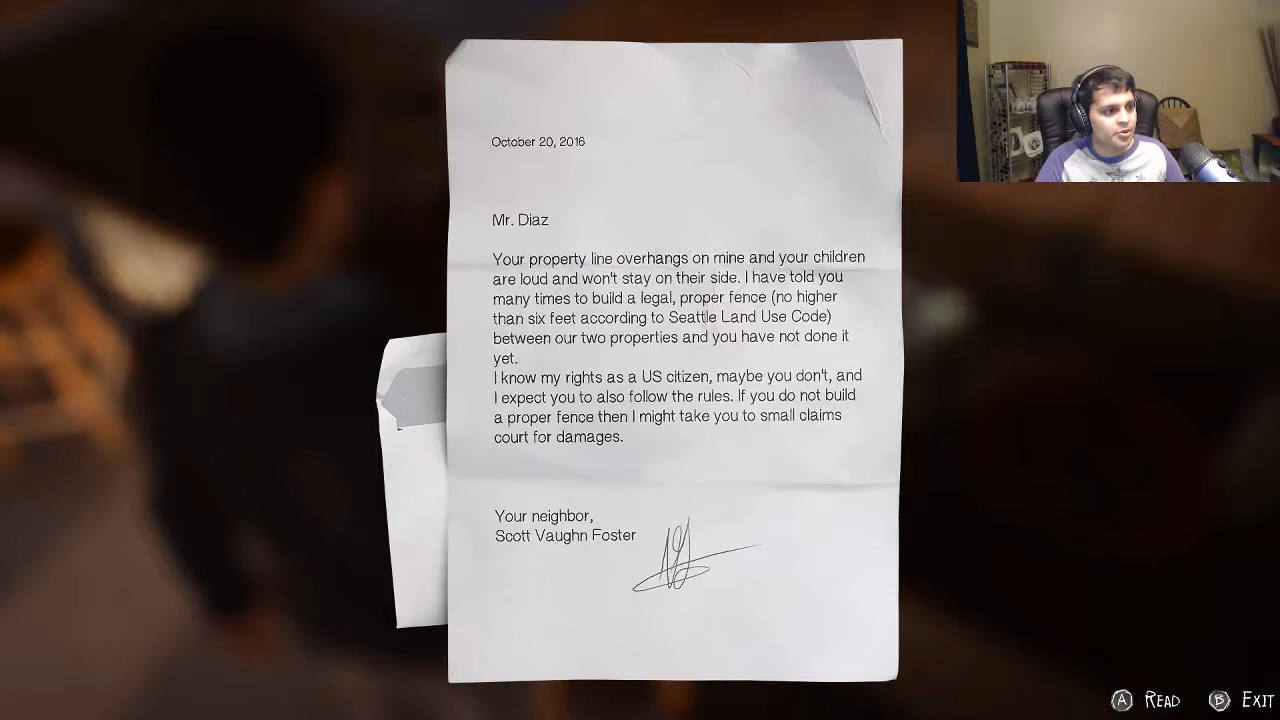 October 20, 2016
Mr. Diaz
Your property line overhangs on mine and your children
are loud and won't stay on their side. I have told you
many times to build a legal, proper fence (no higher
than six feet according to Seattle Land Use Code)
between our two properties and you have not done it
yet.
I know my rights as a US citizen, maybe you don't, and
I expect you to also follow the rules. If you do not build
a proper fence then I might take you to small claims
court for damages.
Your neighbor,
Scott Vaughn Foster
A READ B EXIT